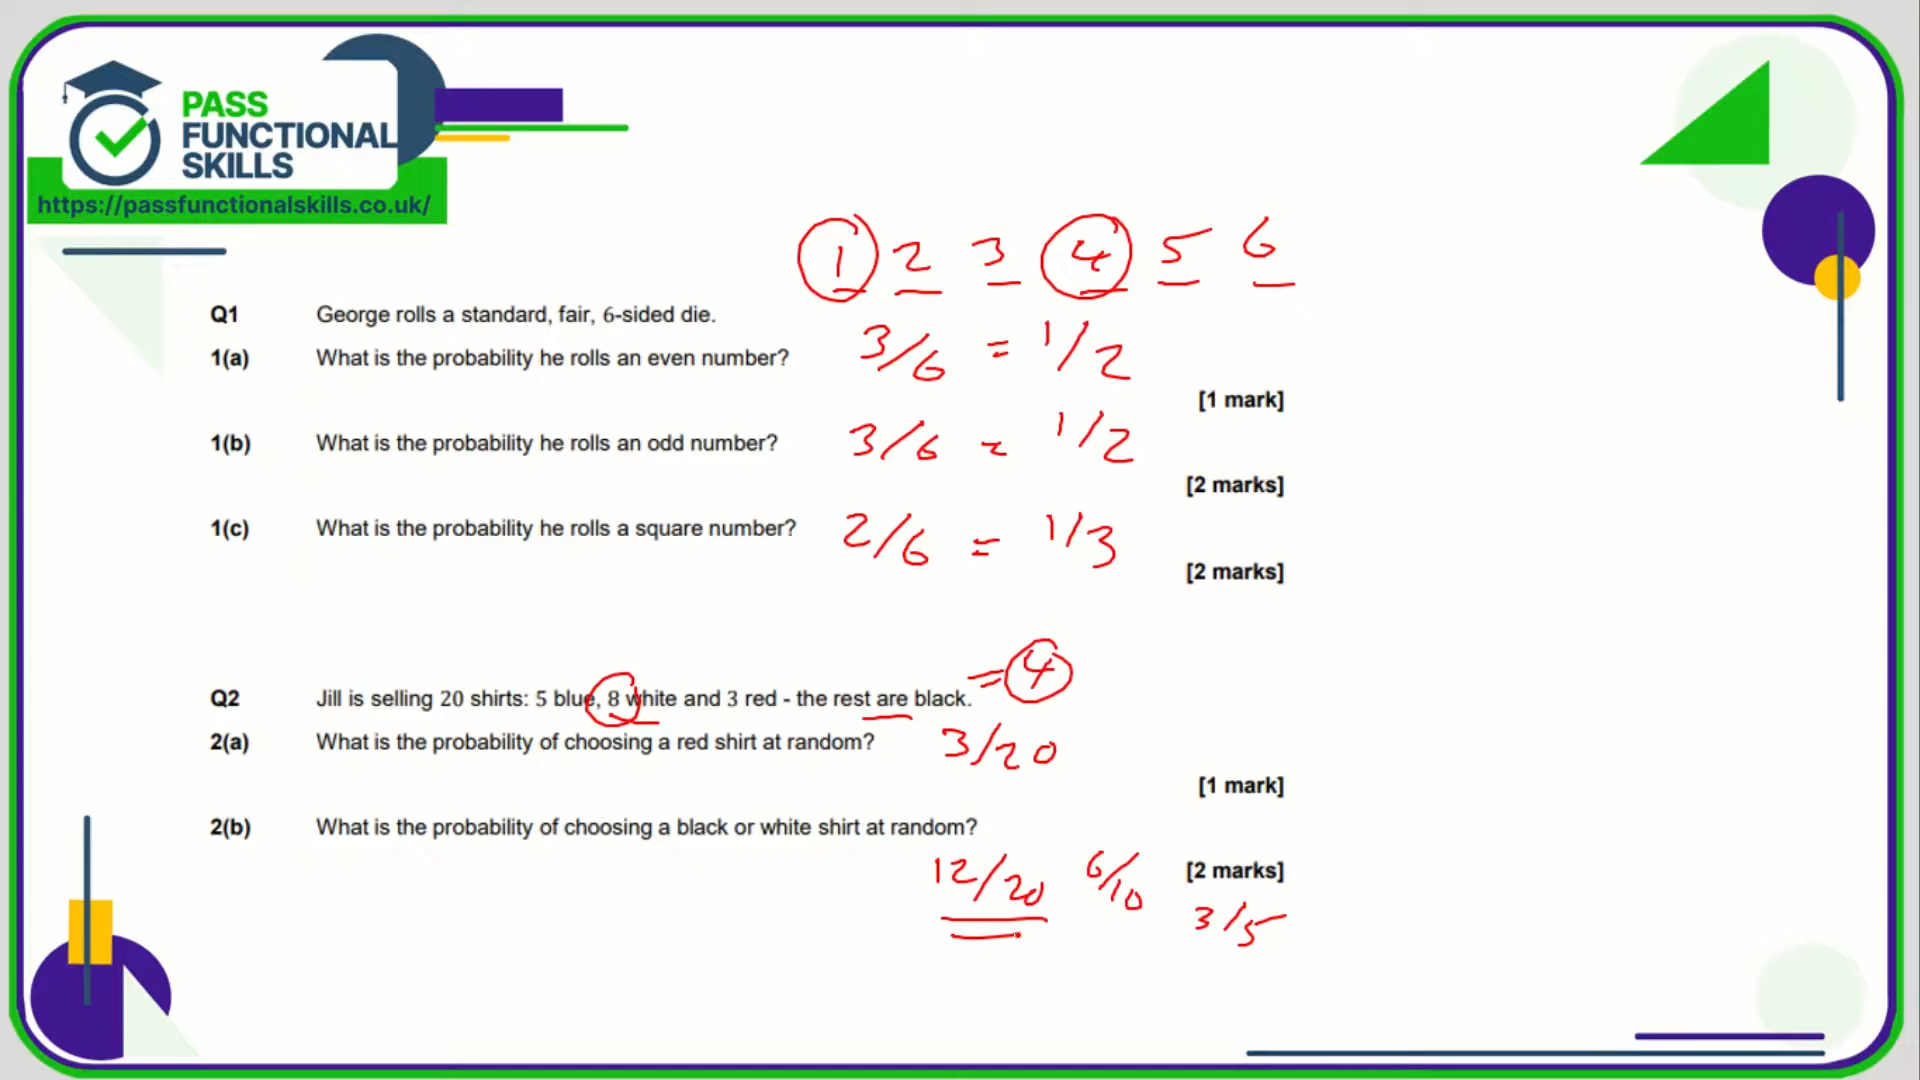 PASS
FUNCTIONAL
SKILLS
https://passfunctionalskills.co.uk/
1 2 3 4 5 6
Q1 George rolls a standard, fair, 6-sided die.
1(a) What is the probability he rolls an even number? 3/6 = 1/2
[1 mark]
1(b) What is the probability he rolls an odd number? 3/6 = 1/2
[2 marks]
1(c) What is the probability he rolls a square number? 2/6 = 1/3
[2 marks]
Q2 Jill is selling 20 shirts: 5 blue, 8 white and 3 red - the rest are black. = 4
2(a) What is the probability of choosing a red shirt at random? 3/20
[1 mark]
2(b) What is the probability of choosing a black or white shirt at random?
12/20 6/10 [2 marks]
3/5